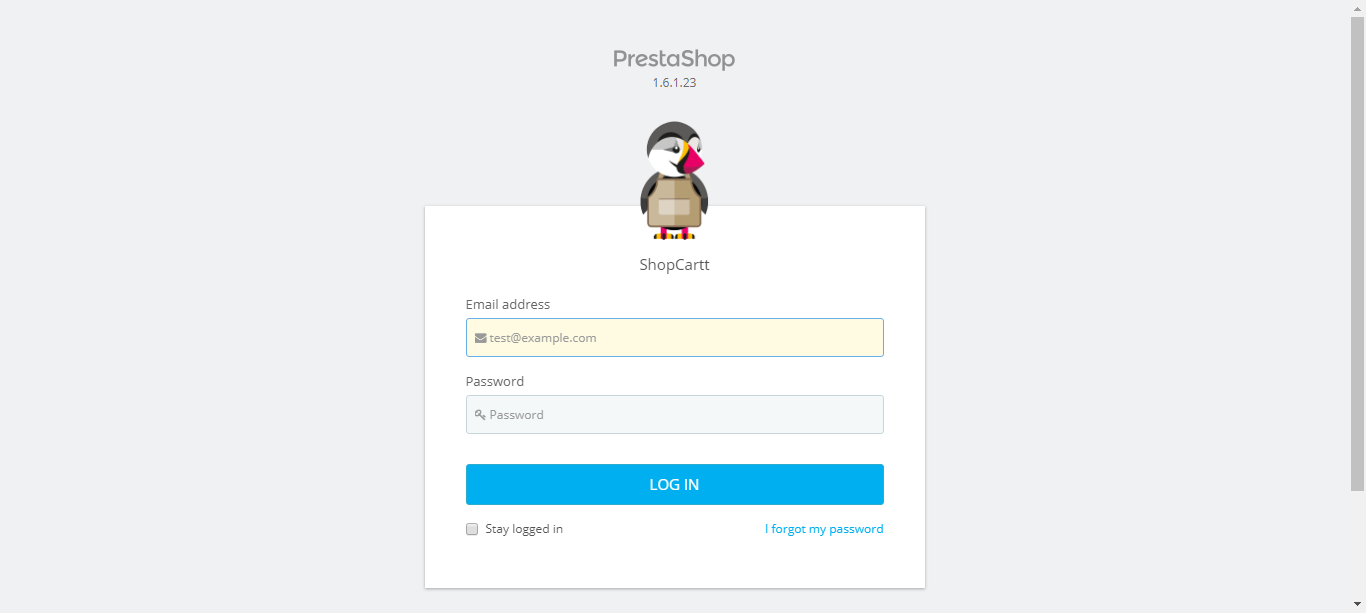 PrestaShop
1.6.1.23
ShopCartt
Email address
test@example.com
Password
Password
LOG IN
Stay logged in
I forgot my password